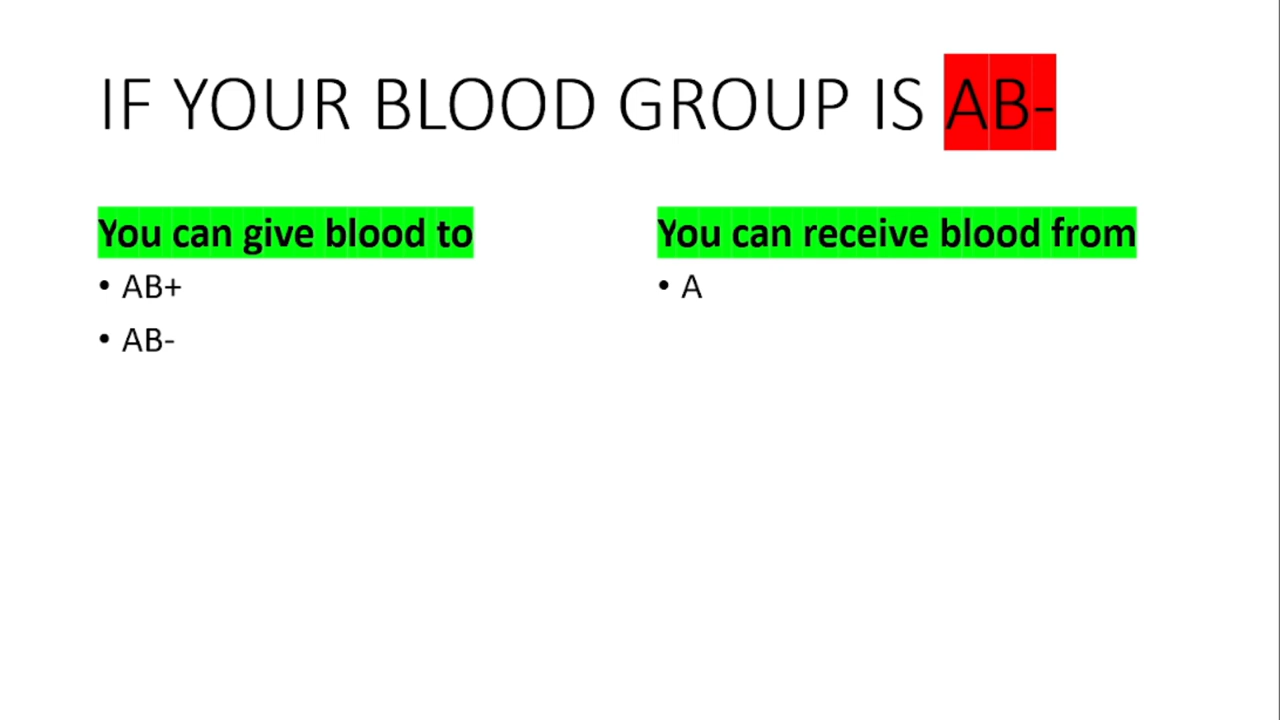 IF YOUR BLOOD GROUP IS AB-
You can give blood to
• AB+
• AB-
You can receive blood from
• A